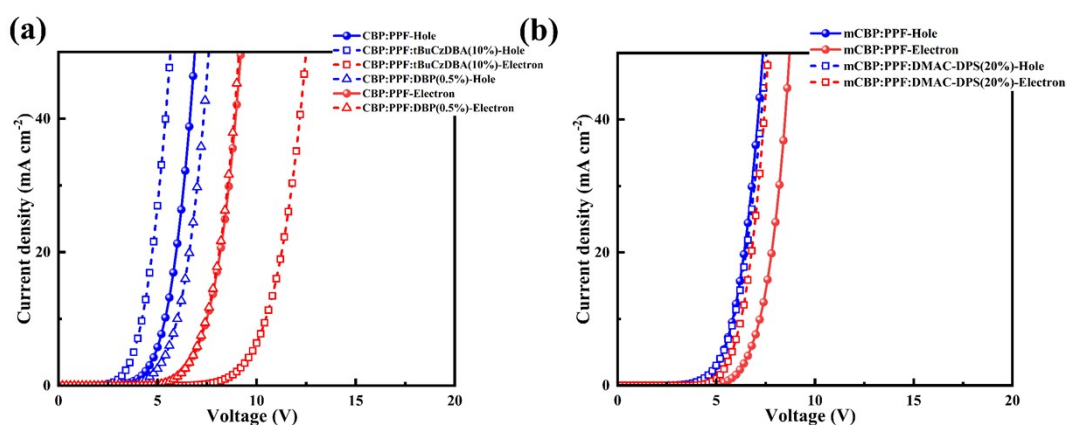 (a)
CBP:PPF-Hole
CBP:PPF:tBuCzDBA(10%)-Hole
CBP:PPF:tBuCzDBA(10%)-Electron
CBP:PPF:DBP(0.5%)-Hole
CBP:PPF-Electron
CBP:PPF:DBP(0.5%)-Electron
Current density (mA cm⁻²)
40
20
0
0 5 10 15 20
Voltage (V)
(b)
mCBP:PPF-Hole
mCBP:PPF-Electron
mCBP:PPF:DMAC-DPS(20%)-Hole
mCBP:PPF:DMAC-DPS(20%)-Electron
Current density (mA cm⁻²)
40
20
0
0 5 10 15 20
Voltage (V)